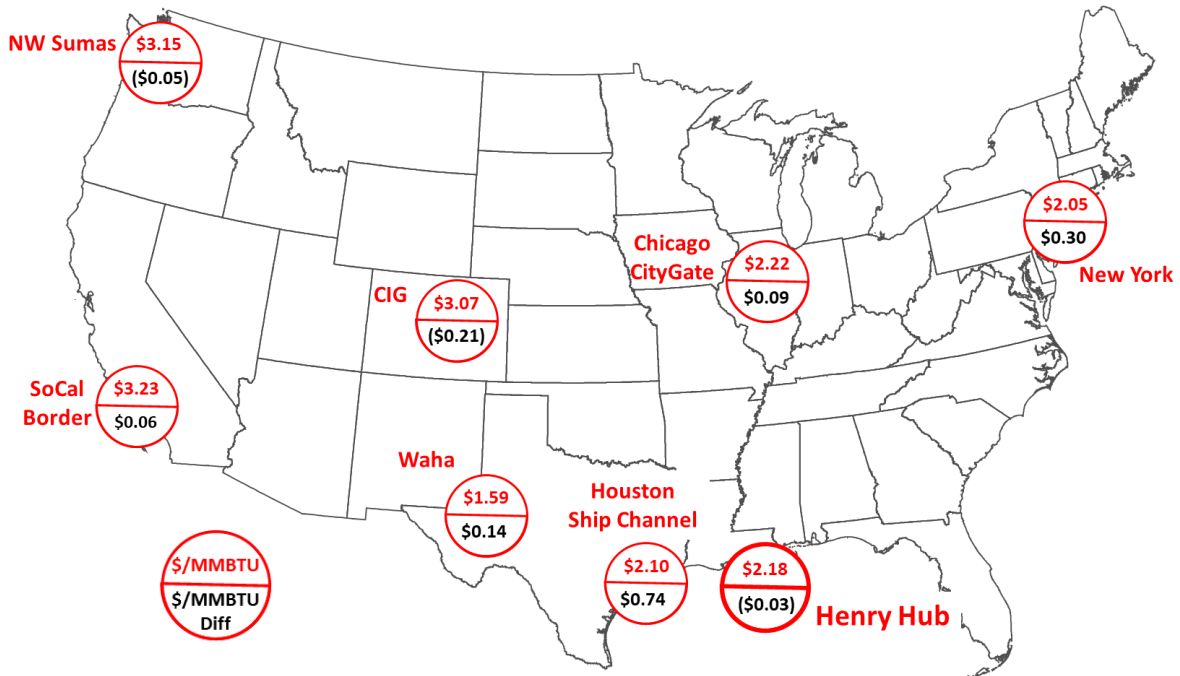 NW Sumas
$3.15
($0.05)
$2.05
$0.30
New York
Chicago
CityGate
$2.22
$0.09
CIG
$3.07
($0.21)
SoCal
Border
$3.23
$0.06
Waha
$1.59
$0.14
Houston
Ship Channel
$2.10
$0.74
$2.18
($0.03)
Henry Hub
$/MMBTU
$/MMBTU
Diff